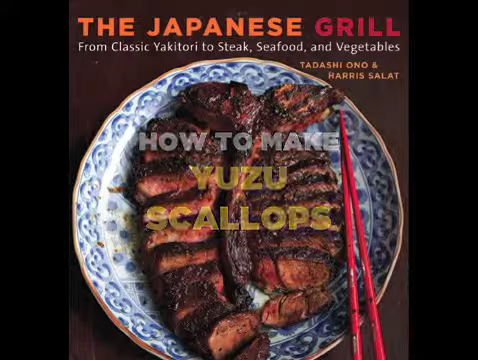 THE JAPANESE GRILL
From Classic Yakitori to Steak, Seafood, and Vegetables
TADASHI ONO &
HARRIS SALAT
HOW TO MAKE
YUZU
SCALLOPS